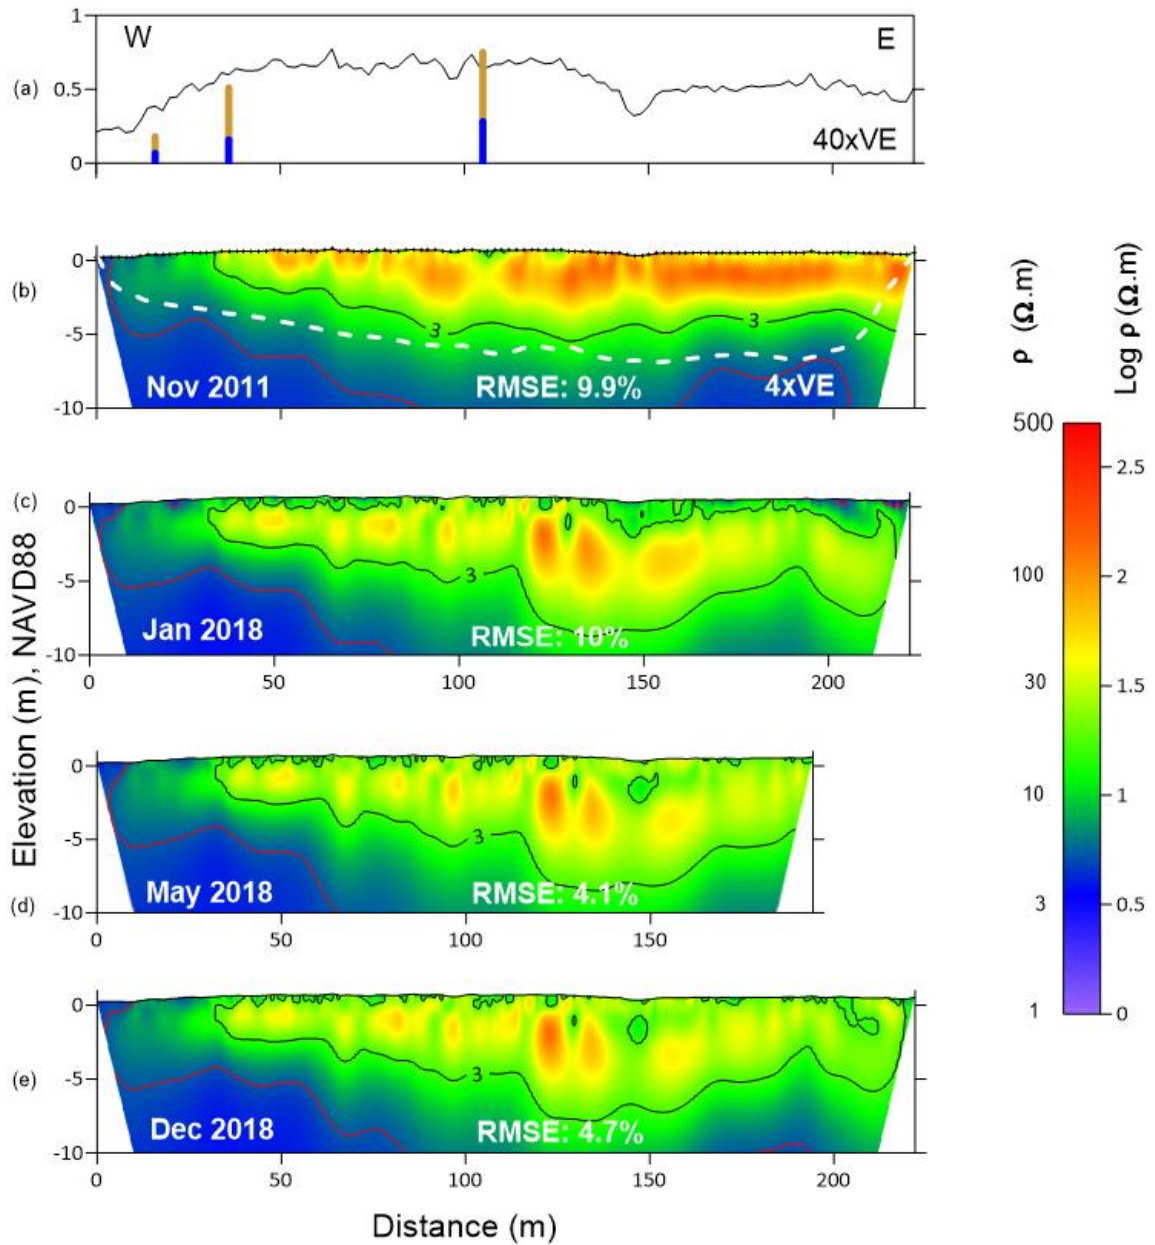 1
W
E
(a)
0.5
40xVE
0
0
(b)
3
3
-5
Nov 2011
RMSE: 9.9%
4xVE
-10
ρ (Ω.m)
Log ρ (Ω.m)
500
2.5
100
2
30
1.5
10
1
3
0.5
1
0
Elevation (m), NAVD88
(c)
0
-5
3
Jan 2018
RMSE: 10%
-10
0
50
100
150
200
0
-5
3
May 2018
RMSE: 4.1%
(d)
-10
0
50
100
150
0
3
(e)
-5
Dec 2018
RMSE: 4.7%
-10
0
50
100
150
200
Distance (m)